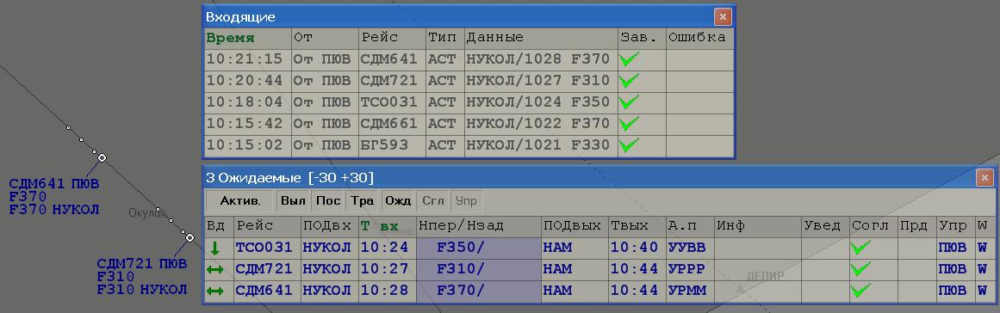 Входящие
Время От Рейс Тип Данные Зав. Ошибка
10:21:15 От ПЮВ СДМ641 АСТ НУКОЛ/1028 F370
10:20:44 От ПЮВ СДМ721 АСТ НУКОЛ/1027 F310
10:18:04 От ПЮВ ТСО031 АСТ НУКОЛ/1024 F350
10:15:42 От ПЮВ СДМ661 АСТ НУКОЛ/1022 F370
10:15:02 От ПЮВ БГ593 АСТ НУКОЛ/1021 F330
СДМ641 ПЮВ
F370
F370 НУКОЛ
СДМ721 ПЮВ
F310
F310 НУКОЛ
3 Ожидаемые [-30 +30]
Актив. Выл Пос Тра Ожд Сгл Упр
Вд Рейс ПОДвх Т вх Нпер/Нзад ПОДвых Твых А.п Инф Увед Согл Прд Упр W
ТСО031 НУКОЛ 10:24 F350/ НАМ 10:40 УУВВ ПЮВ W
СДМ721 НУКОЛ 10:27 F310/ НАМ 10:44 УРРР ПЮВ W
СДМ641 НУКОЛ 10:28 F370/ НАМ 10:44 УРММ ПЮВ W
ДЕПИР